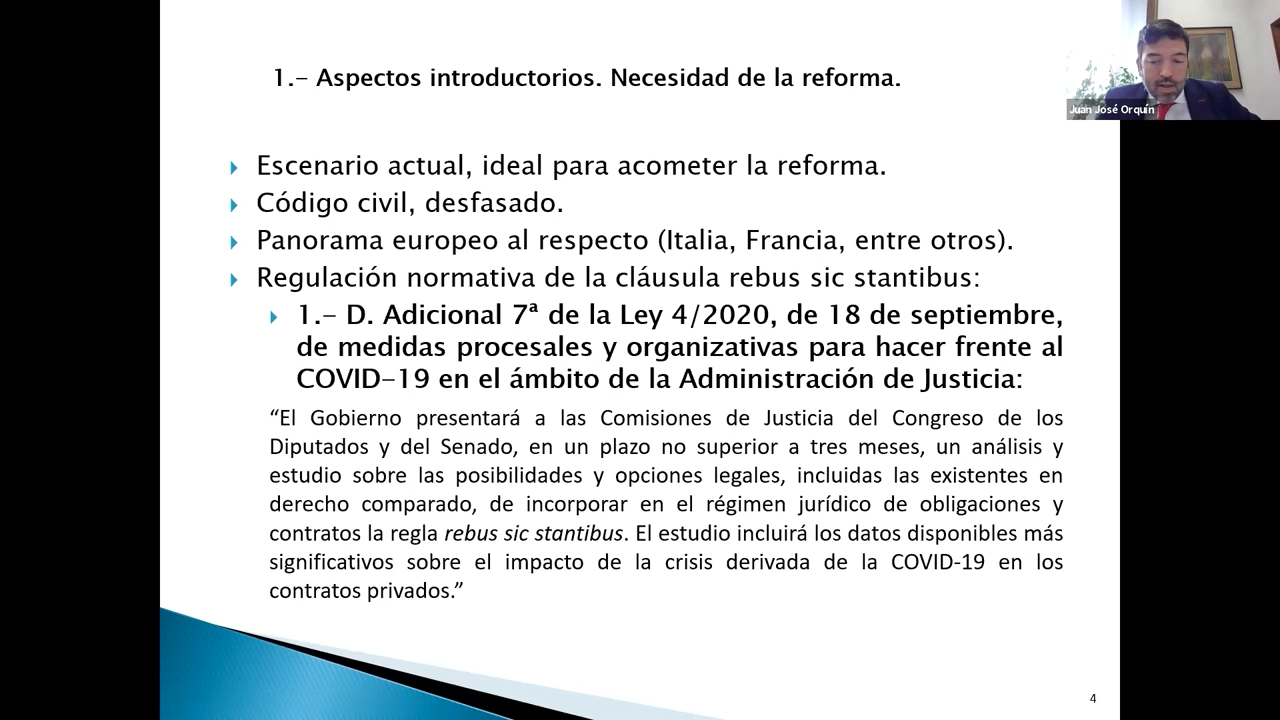 1.- Aspectos introductorios. Necesidad de la reforma.
Juan José Orquín
Escenario actual, ideal para acometer la reforma.
Código civil, desfasado.
Panorama europeo al respecto (Italia, Francia, entre otros).
Regulación normativa de la cláusula rebus sic stantibus:
1.- D. Adicional 7ª de la Ley 4/2020, de 18 de septiembre,
de medidas procesales y organizativas para hacer frente al
COVID-19 en el ámbito de la Administración de Justicia:
“El Gobierno presentará a las Comisiones de Justicia del Congreso de los
Diputados y del Senado, en un plazo no superior a tres meses, un análisis y
estudio sobre las posibilidades y opciones legales, incluidas las existentes en
derecho comparado, de incorporar en el régimen jurídico de obligaciones y
contratos la regla rebus sic stantibus. El estudio incluirá los datos disponibles más
significativos sobre el impacto de la crisis derivada de la COVID-19 en los
contratos privados.”
4